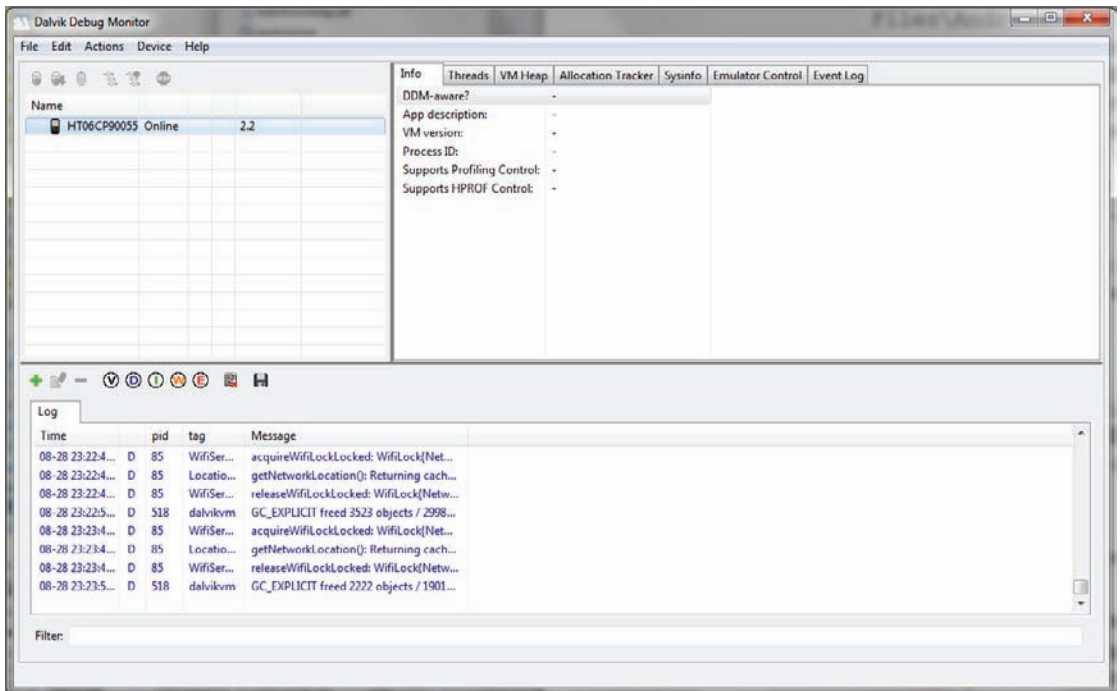 Dalvik Debug Monitor
File Edit Actions Device Help
Name
HT06CP90055 Online 2.2
Info Threads VM Heap Allocation Tracker Sysinfo Emulator Control Event Log
DDM-aware? -
App description: -
VM version: -
Process ID: -
Supports Profiling Control: -
Supports HPROF Control: -
V D I W E
Log
Time pid tag Message
08-28 23:22:4... D 85 WifiSer... acquireWifiLockLocked: WifiLock{Net...
08-28 23:22:4... D 85 Locatio... getNetworkLocation(): Returning cach...
08-28 23:22:4... D 85 WifiSer... releaseWifiLockLocked: WifiLock{Netw...
08-28 23:22:5... D 518 dalvikvm GC_EXPLICIT freed 3523 objects / 2998...
08-28 23:23:4... D 85 WifiSer... acquireWifiLockLocked: WifiLock{Net...
08-28 23:23:4... D 85 Locatio... getNetworkLocation(): Returning cach...
08-28 23:23:4... D 85 WifiSer... releaseWifiLockLocked: WifiLock{Netw...
08-28 23:23:5... D 518 dalvikvm GC_EXPLICIT freed 2222 objects / 1901...
Filter: